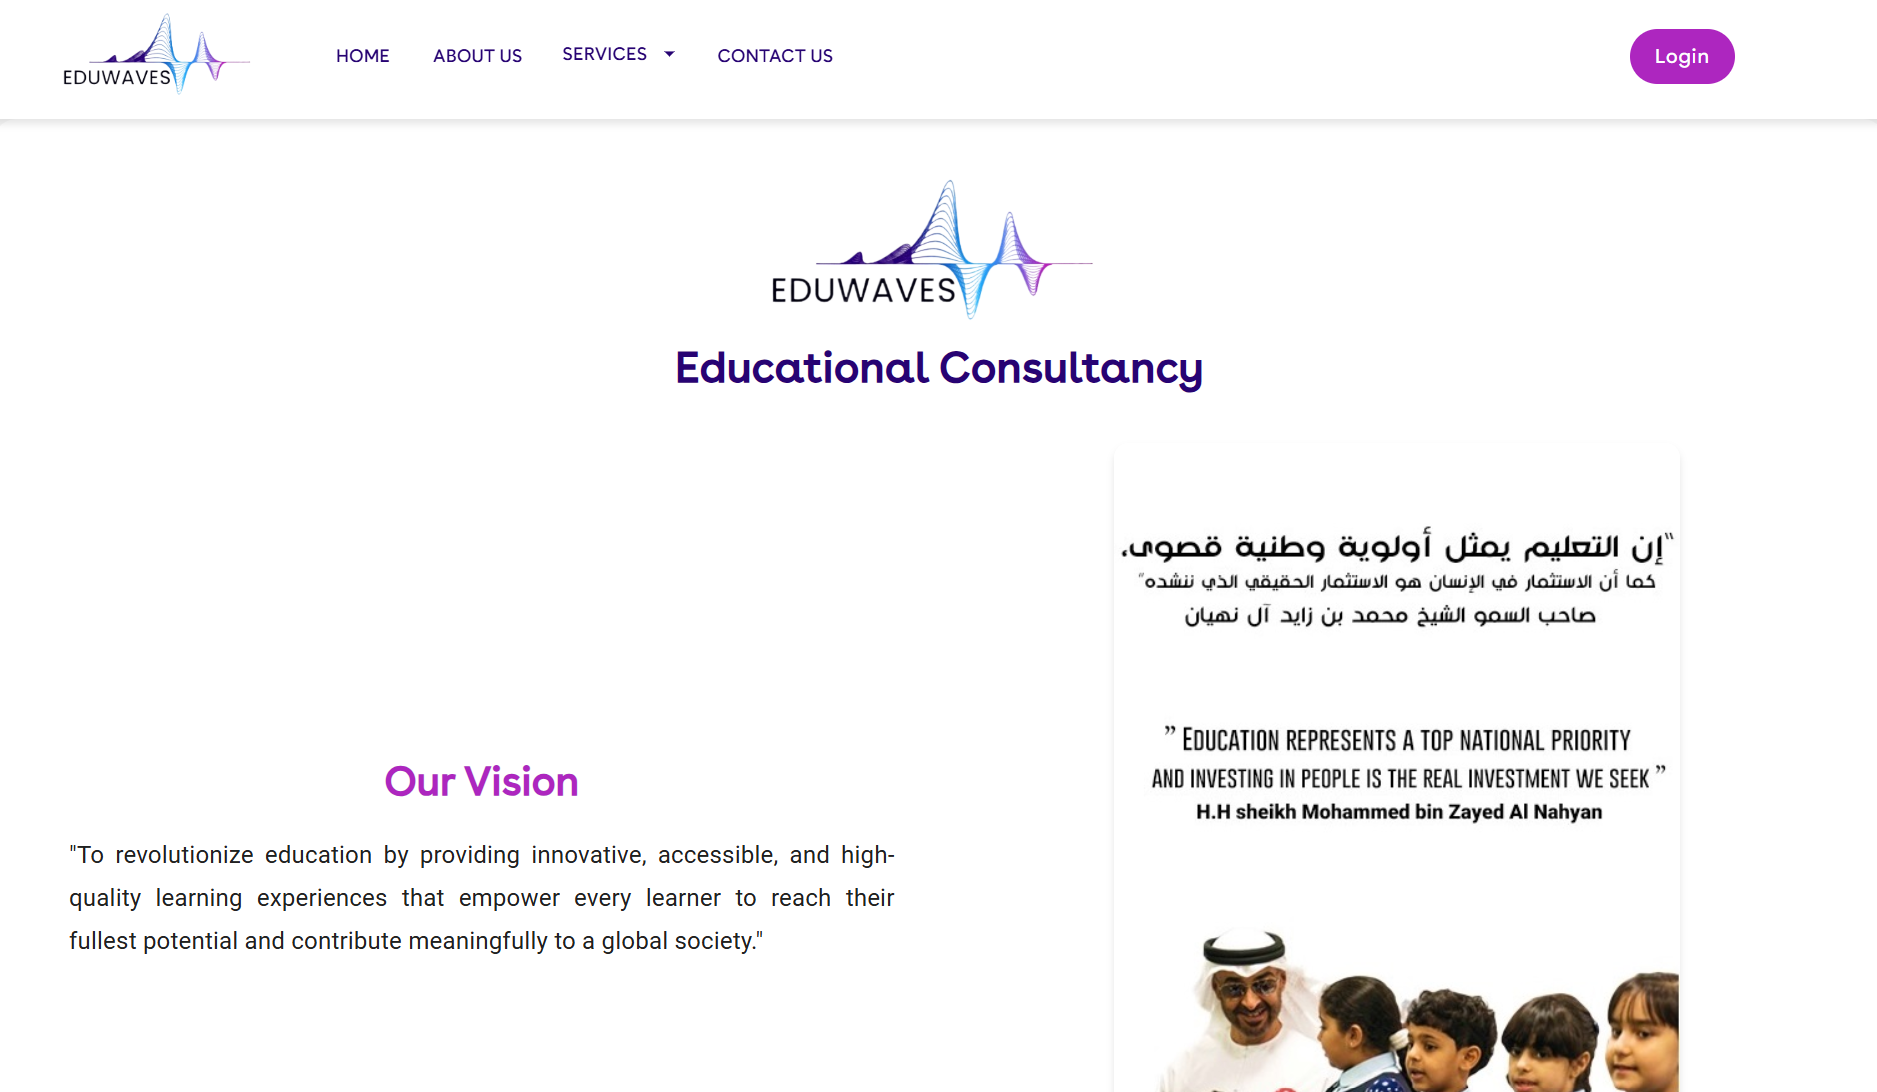 EDUWAVES
HOME
ABOUT US
SERVICES
CONTACT US
Login
EDUWAVES
Educational Consultancy
Our Vision
"To revolutionize education by providing innovative, accessible, and high-
quality learning experiences that empower every learner to reach their
fullest potential and contribute meaningfully to a global society."
“إن التعليم يمثل أولوية وطنية قصوى،
كما أن الاستثمار في الإنسان هو الاستثمار الحقيقي الذي ننشده”
صاحب السمو الشيخ محمد بن زايد آل نهيان
” EDUCATION REPRESENTS A TOP NATIONAL PRIORITY
AND INVESTING IN PEOPLE IS THE REAL INVESTMENT WE SEEK ”
H.H sheikh Mohammed bin Zayed Al Nahyan